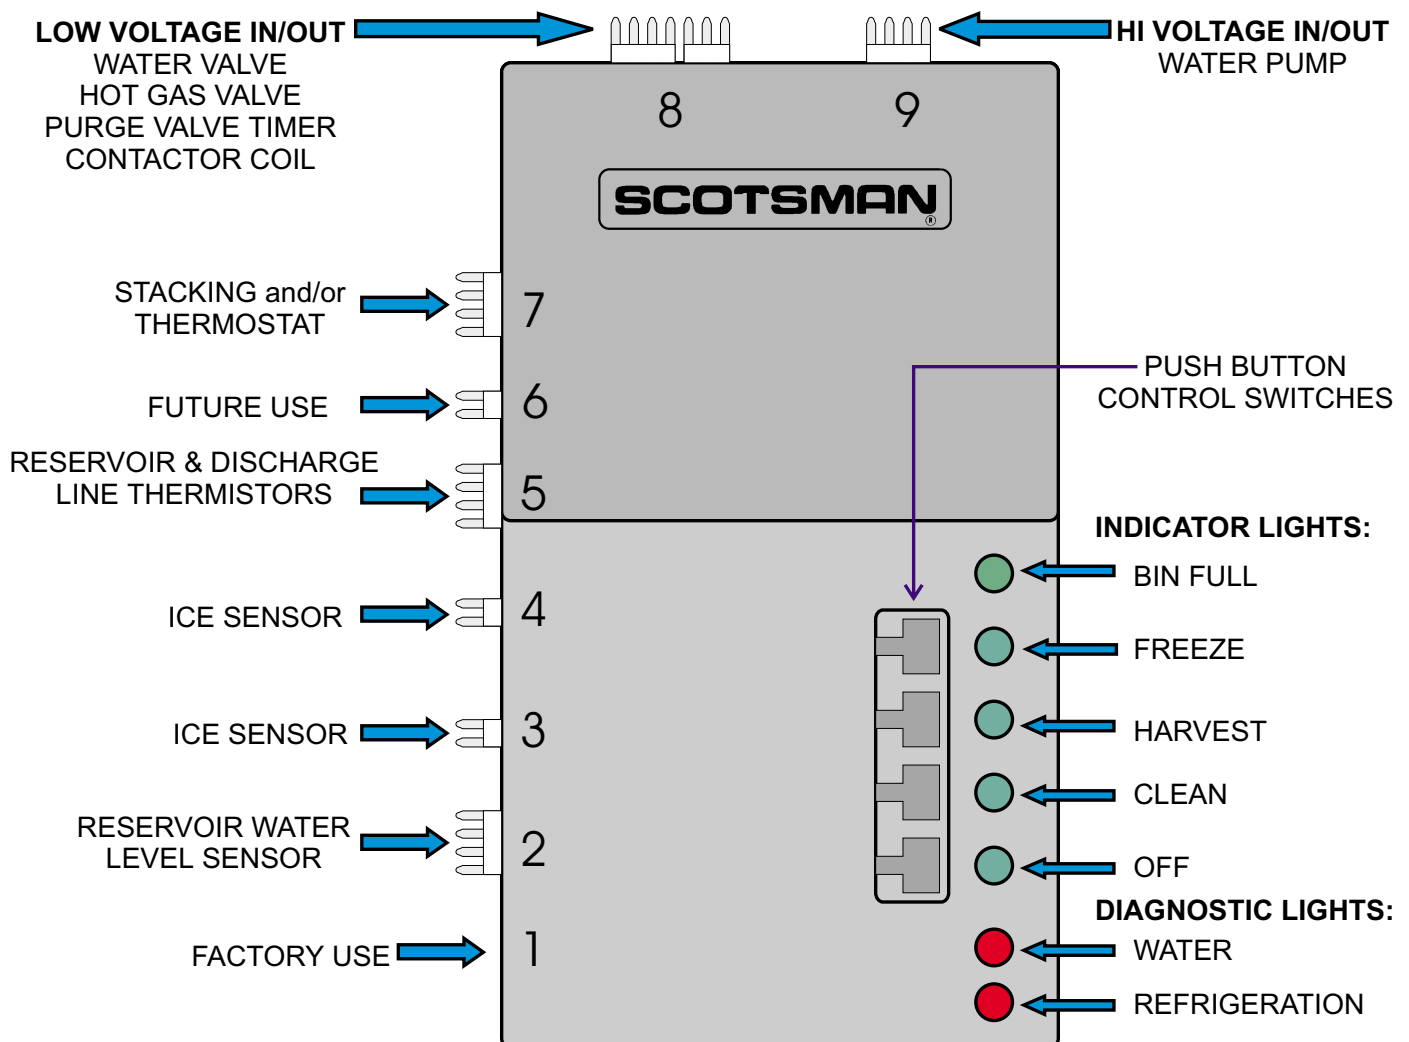 LOW VOLTAGE IN/OUT
WATER VALVE
HOT GAS VALVE
PURGE VALVE TIMER
CONTACTOR COIL
HI VOLTAGE IN/OUT
WATER PUMP
8
9
SCOTSMAN®
STACKING and/or
THERMOSTAT
7
PUSH BUTTON
CONTROL SWITCHES
FUTURE USE
6
RESERVOIR & DISCHARGE
LINE THERMISTORS
5
INDICATOR LIGHTS:
BIN FULL
ICE SENSOR
4
FREEZE
ICE SENSOR
3
HARVEST
CLEAN
RESERVOIR WATER
LEVEL SENSOR
2
OFF
DIAGNOSTIC LIGHTS:
FACTORY USE
1
WATER
REFRIGERATION